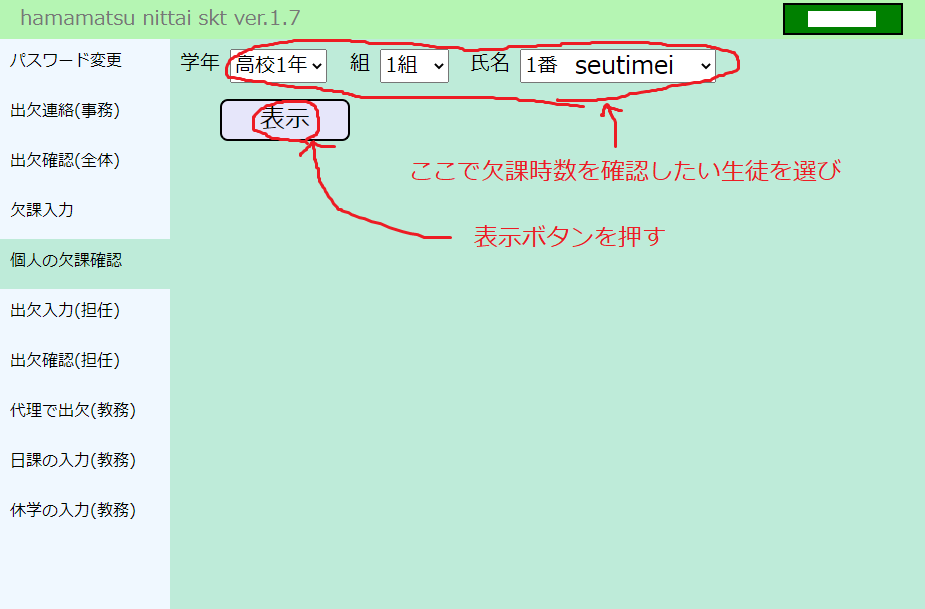 hamamatsu nittai skt ver.1.7
パスワード変更
出欠連絡(事務)
出欠確認(全体)
欠課入力
個人の欠課確認
出欠入力(担任)
出欠確認(担任)
代理で出欠(教務)
日課の入力(教務)
休学の入力(教務)
学年 高校1年 組 1組 氏名 1番 seutimei
表示
ここで欠課時数を確認したい生徒を選び
表示ボタンを押す